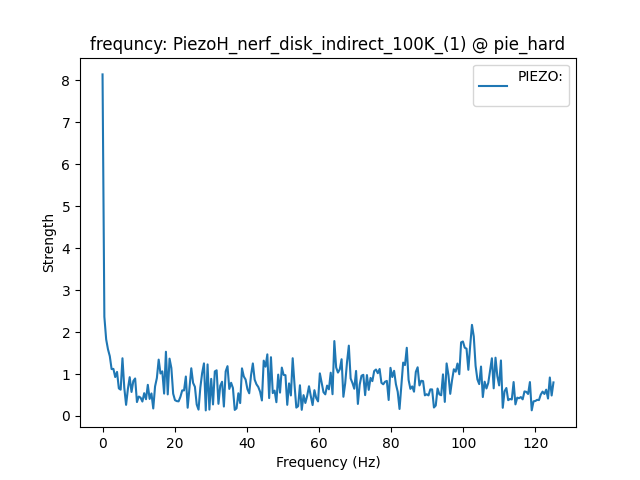 frequncy: PiezoH_nerf_disk_indirect_100K_(1) @ pie_hard
PIEZO:
Strength
8
7
6
5
4
3
2
1
0
0 20 40 60 80 100 120
Frequency (Hz)